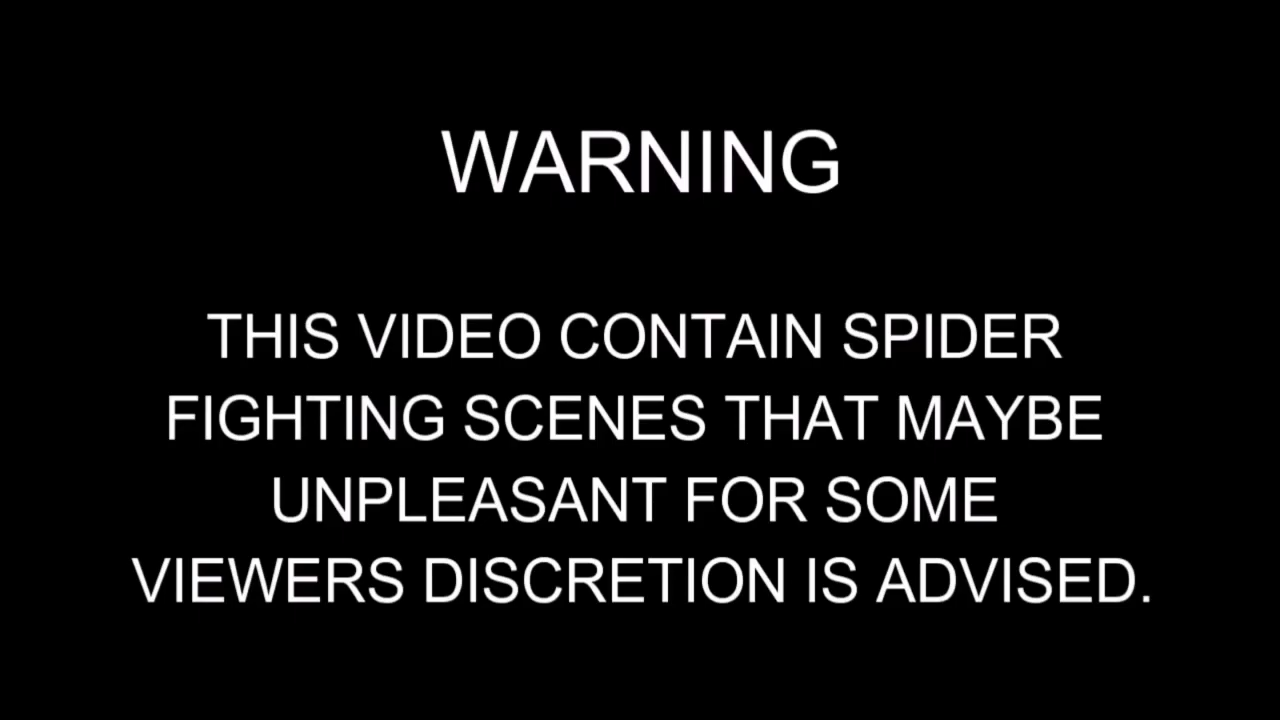 WARNING
THIS VIDEO CONTAIN SPIDER
FIGHTING SCENES THAT MAYBE
UNPLEASANT FOR SOME
VIEWERS DISCRETION IS ADVISED.